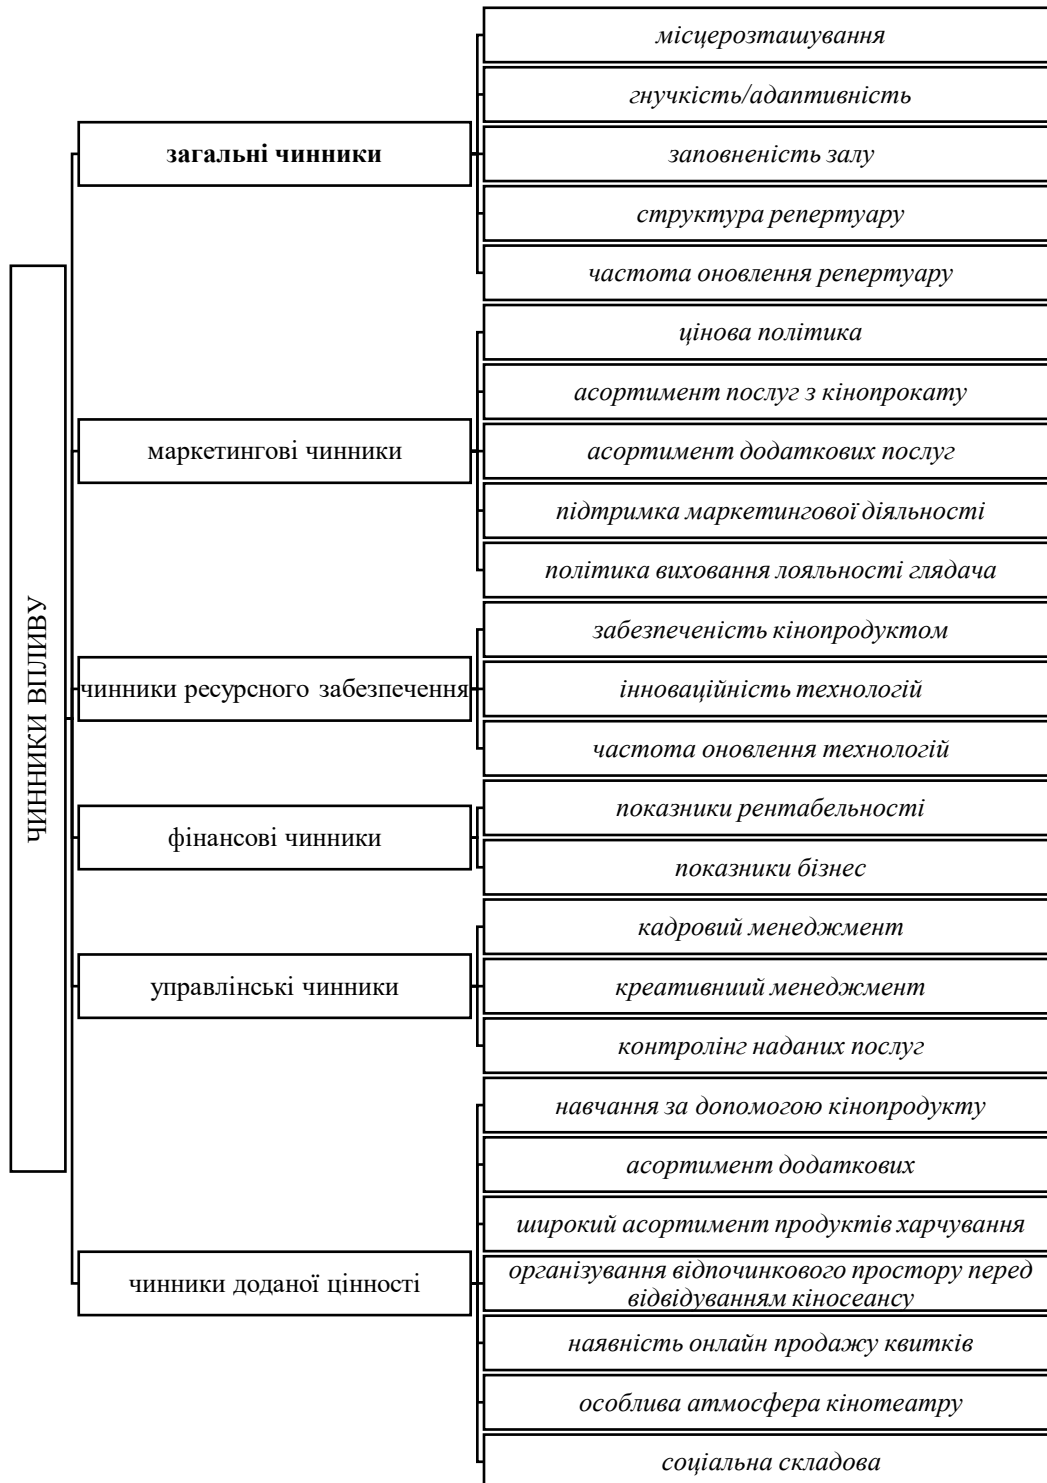 ЧИННИКИ ВПЛИВУ
загальні чинники
місцерозташування
гнучкість/адаптивність
заповненість залу
структура репертуару
частота оновлення репертуару
маркетингові чинники
цінова політика
асортимент послуг з кінопрокату
асортимент додаткових послуг
підтримка маркетингової діяльності
політика виховання лояльності глядача
чинники ресурсного забезпечення
забезпеченість кінопродуктом
інноваційність технологій
частота оновлення технологій
фінансові чинники
показники рентабельності
показники бізнес
управлінські чинники
кадровий менеджмент
креативниий менеджмент
контролінг наданих послуг
чинники доданої цінності
навчання за допомогою кінопродукту
асортимент додаткових
широкий асортимент продуктів харчування
організування відпочинкового простору перед
відвідуванням кіносеансу
наявність онлайн продажу квитків
особлива атмосфера кінотеатру
соціальна складова